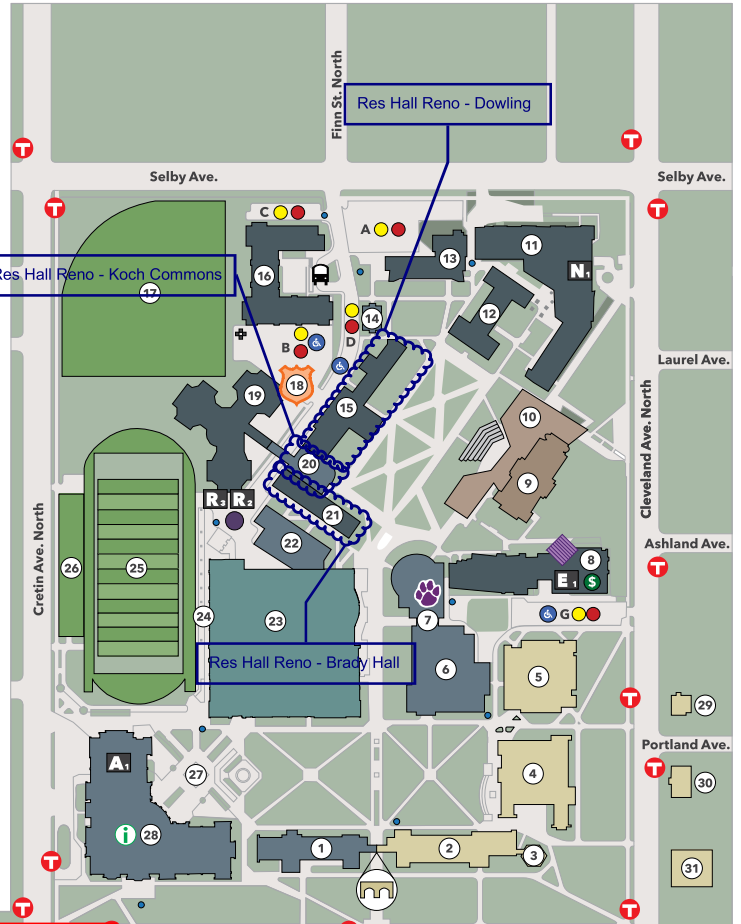 Finn St. North
Res Hall Reno - Dowling
T
T
Selby Ave.
Selby Ave.
T
T
C
A
11
13
N1
16
Res Hall Reno - Koch Commons
17
12
14
D
B
Laurel Ave.
18
19
15
10
20
9
Cleveland Ave. North
R3
R2
21
22
Ashland Ave.
8
T
26
25
E1
$
Cretin Ave. North
24
23
7
G
Res Hall Reno - Brady Hall
6
5
T
29
Portland Ave.
A1
27
4
T
30
i
28
1
2
3
T
31
T
T